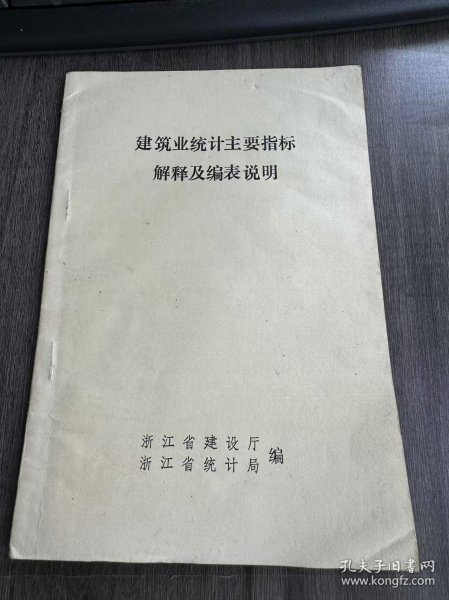 建筑业统计主要指标
解释及编表说明
浙江省建设厅
浙江省统计局
编
孔夫子旧书网
www.kongfz.com